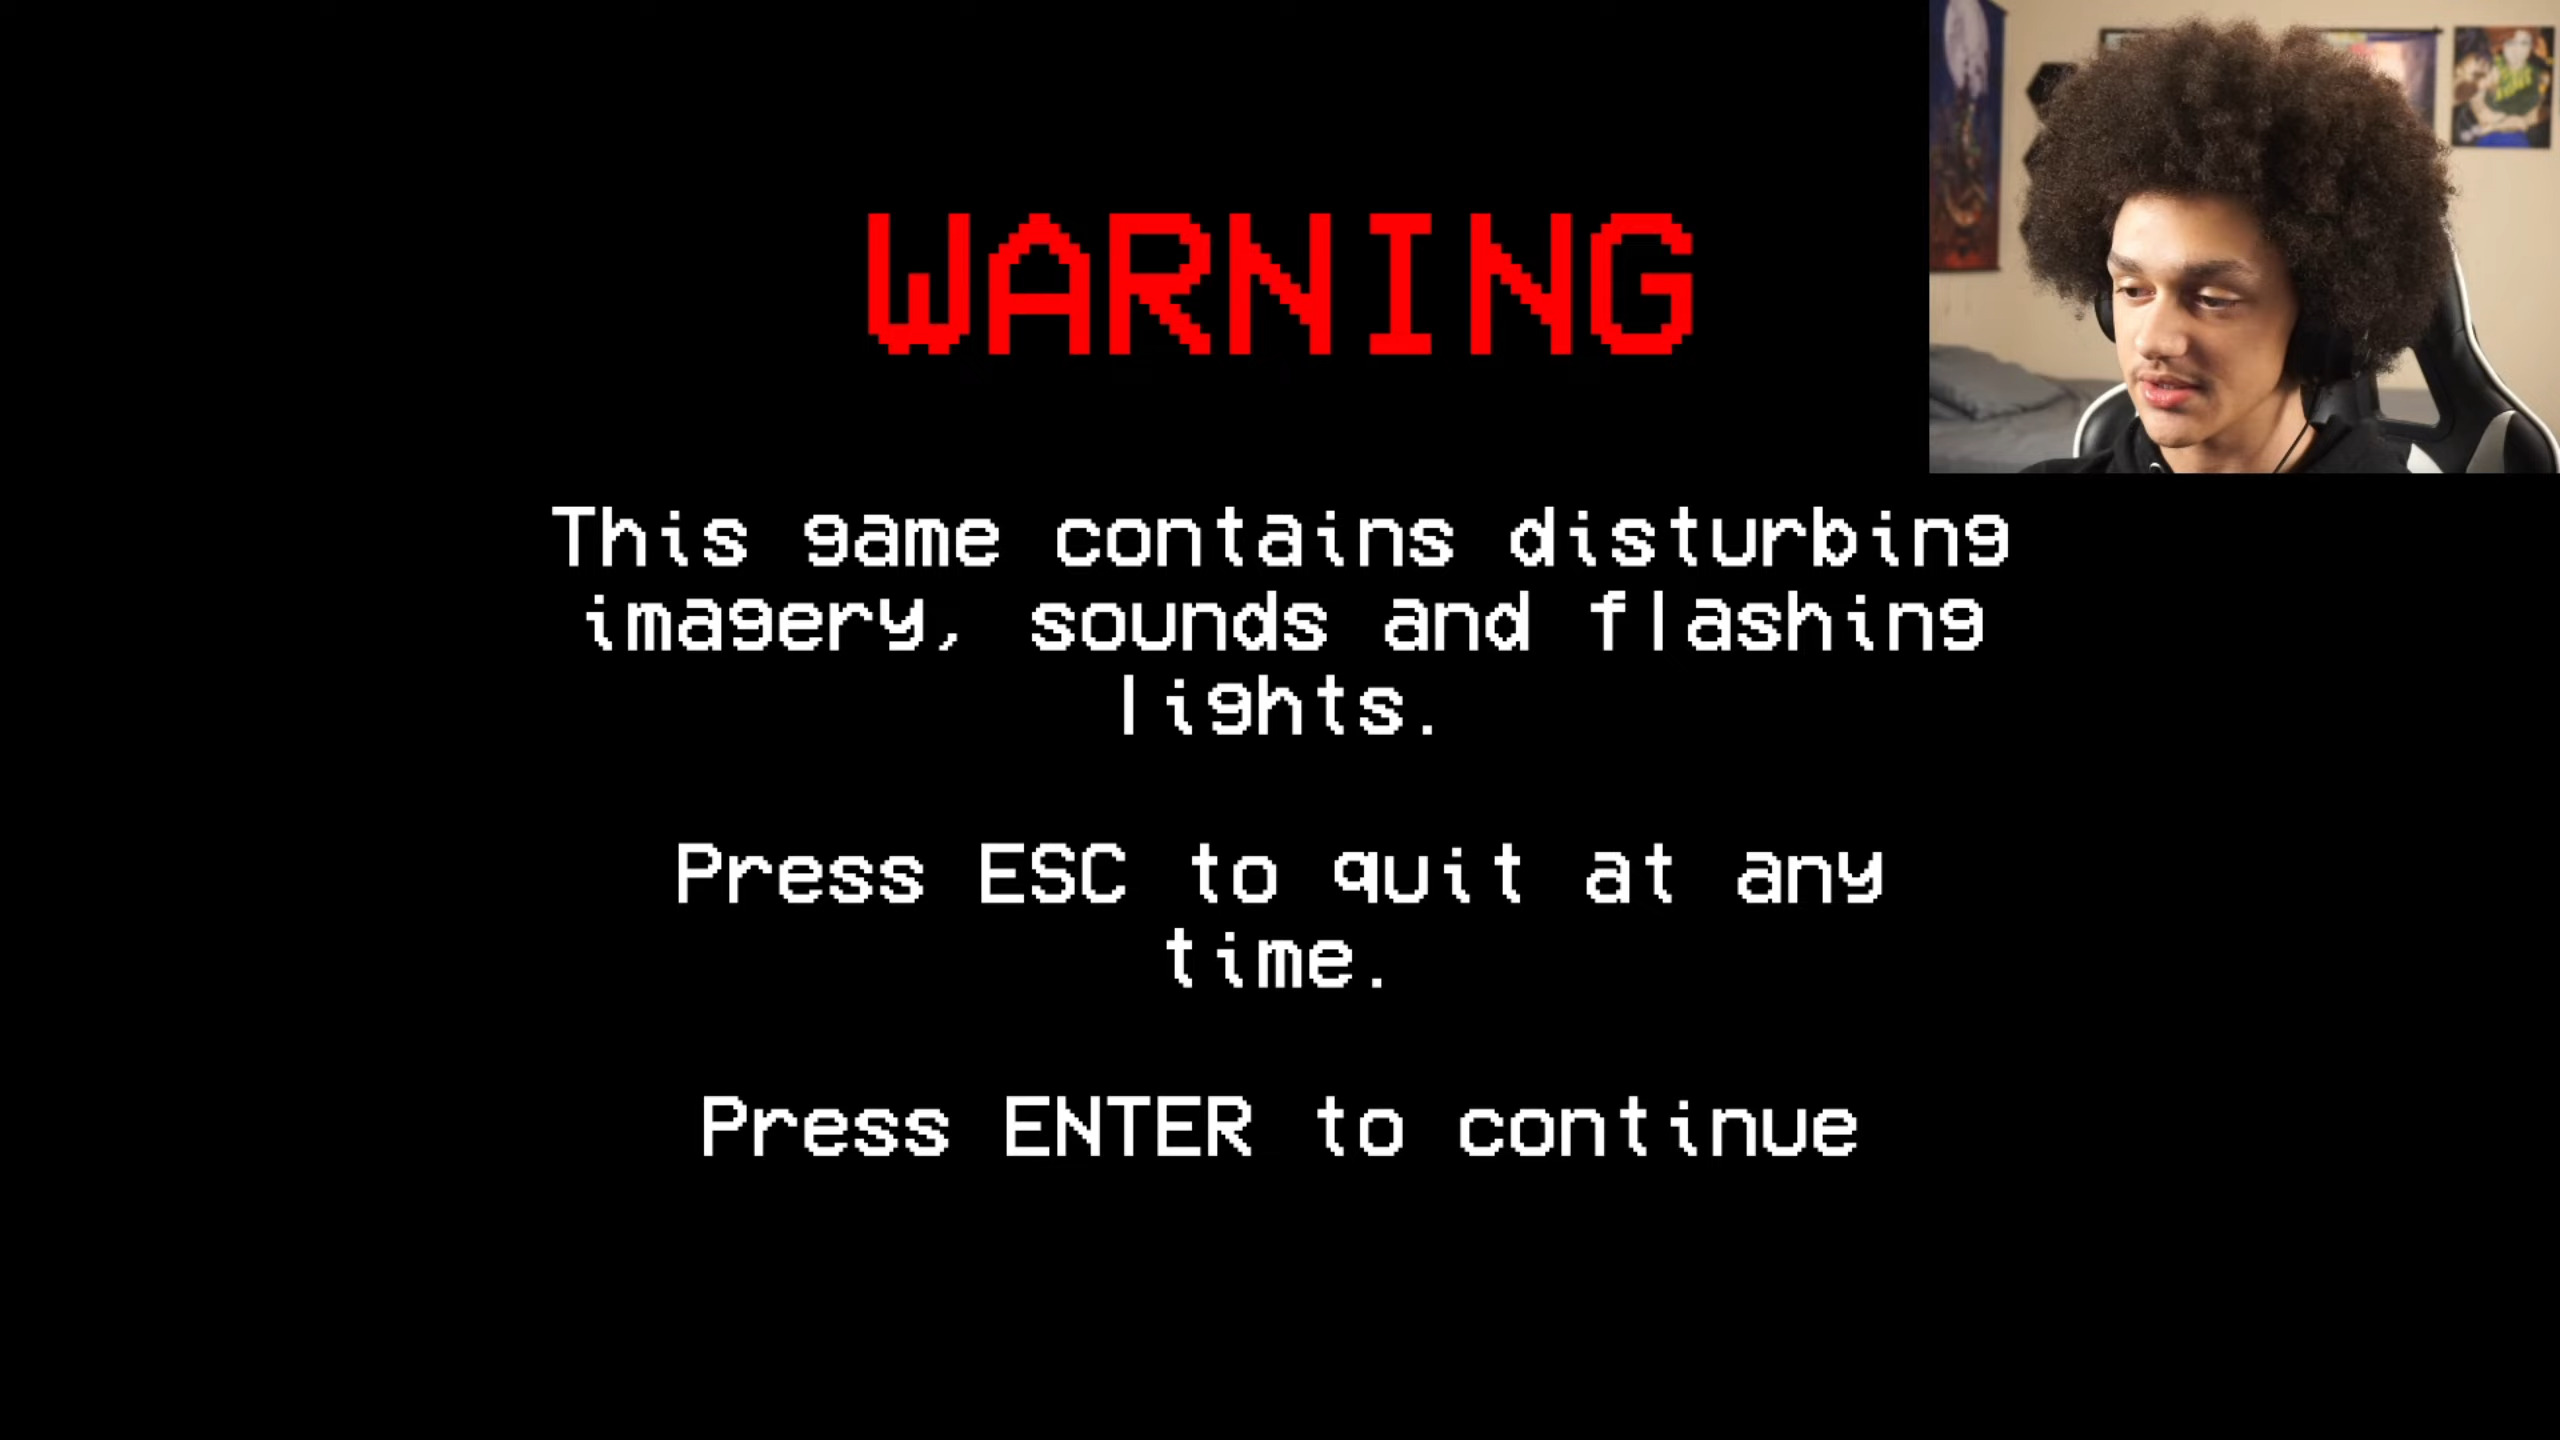 WARNING
This game contains disturbing
imagery, sounds and flashing
lights.
Press ESC to quit at any
time.
Press ENTER to continue